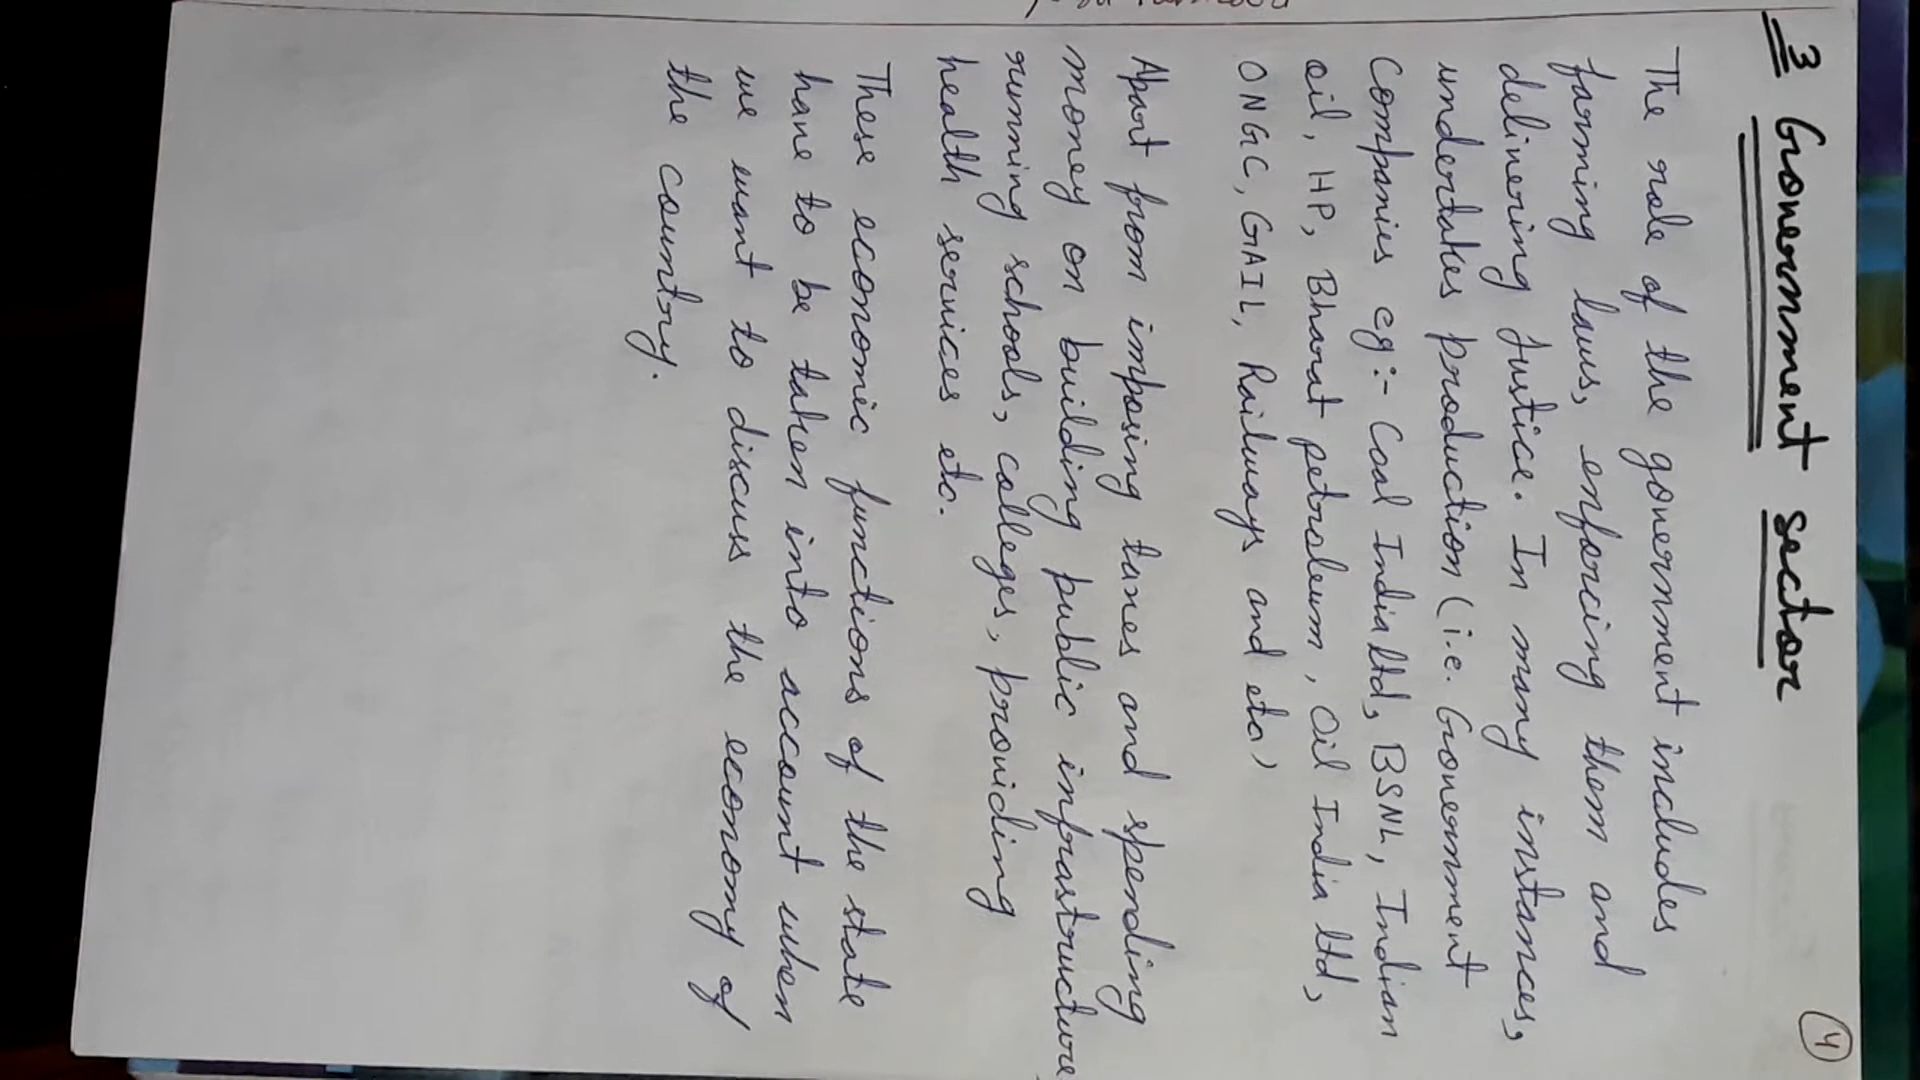 4
3 Government sector
The role of the government includes
farming laws, enforcing them and
delivering Justice. In many instances,
undertakes production (i.e. Government
Companies eg:- Coal India ltd, BSNL, Indian
oil, HP, Bharat petroleum, Oil India ltd,
ONGC, GAIL, Railways and etc)
Apart from imposing taxes and spending
money on building public infrastructure
running schools, colleges, providing
health services etc.
These economic functions of the state
have to be taken into account when
we want to discuss the economy of
the country.